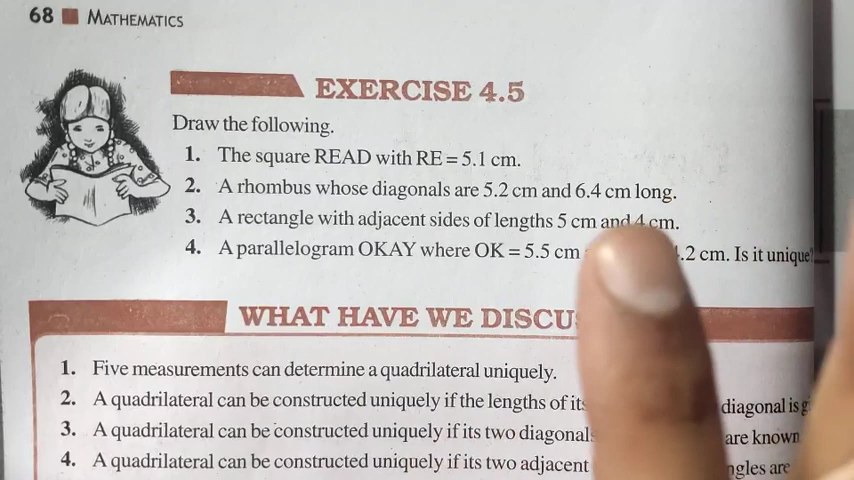 68 MATHEMATICS
EXERCISE 4.5
Draw the following.
1. The square READ with RE = 5.1 cm.
2. A rhombus whose diagonals are 5.2 cm and 6.4 cm long.
3. A rectangle with adjacent sides of lengths 5 cm and 4 cm.
4. A parallelogram OKAY where OK = 5.5 cm .2 cm. Is it unique?
WHAT HAVE WE
1. Five measurements can determine a quadrilateral uniquely.
2. A quadrilateral can be constructed uniquely if the lengths of its diagonal is
3. A quadrilateral can be constructed uniquely if its two are known
4. A quadrilateral can be constructed uniquely if its two adjacent are